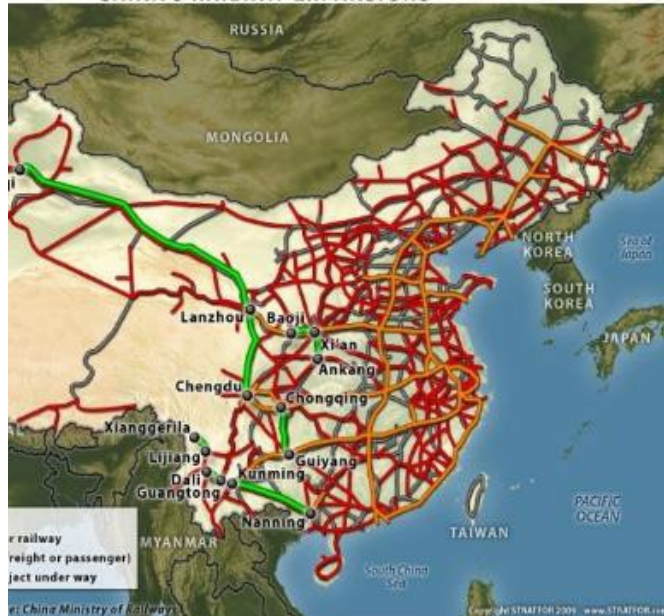 RUSSIA
MONGOLIA
NORTH
KOREA
Sea of
Japan
SOUTH
KOREA
JAPAN
Lanzhou
Baoji
Xi'an
Ankang
Chengdu
Chongqing
Xianggerila
Lijiang
Guiyang
Dali
Kunming
Guangtong
Nanning
PACIFIC
OCEAN
TAIWAN
MYANMAR
South China
Sea
r railway
reight or passenger)
ject under way
e: China Ministry of Railways
Copyright STRATFOR 2009 www.STRATFOR.co